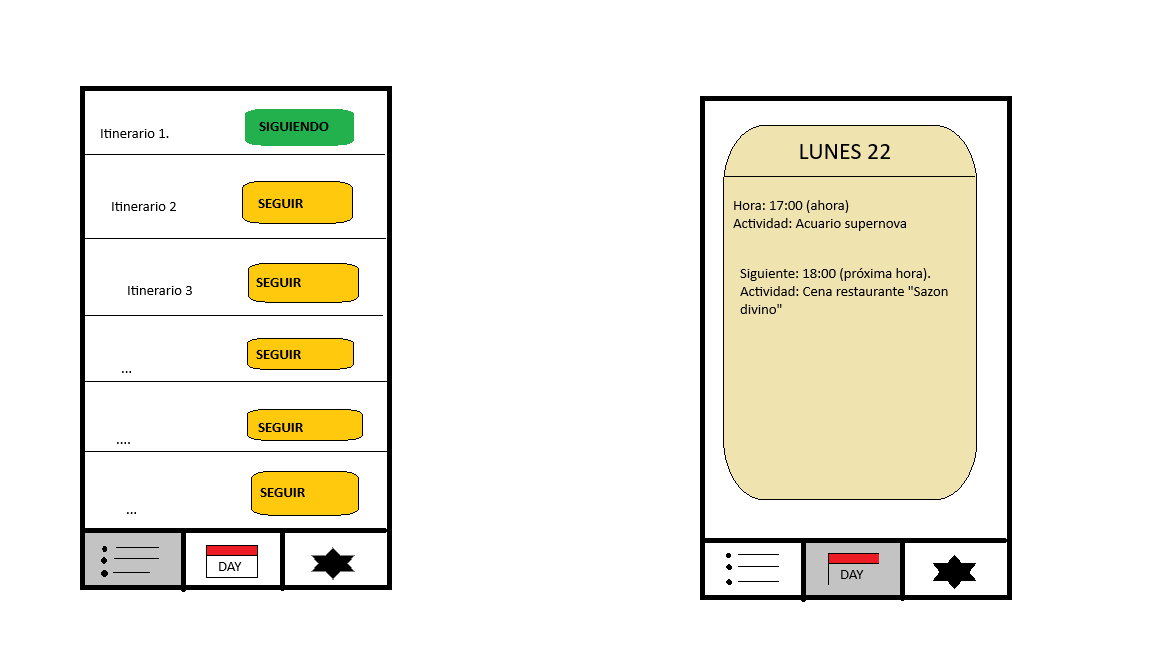 Itinerario 1.
SIGUIENDO
Itinerario 2
SEGUIR
Itinerario 3
SEGUIR
...
SEGUIR
....
SEGUIR
...
SEGUIR
DAY
LUNES 22
Hora: 17:00 (ahora)
Actividad: Acuario supernova
Siguiente: 18:00 (próxima hora).
Actividad: Cena restaurante "Sazon
divino"
DAY